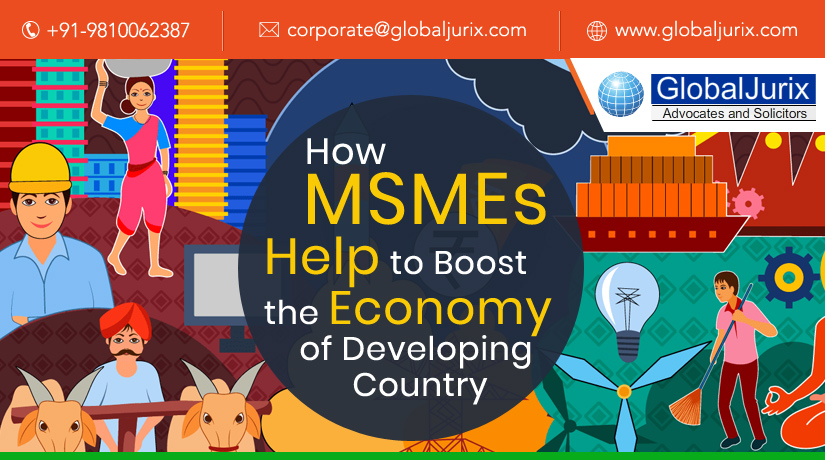 +91-9810062387
corporate@globaljurix.com
www.globaljurix.com
GlobalJurix
Advocates and Solicitors
How
MSMEs
Help to Boost
the Economy
of Developing
Country